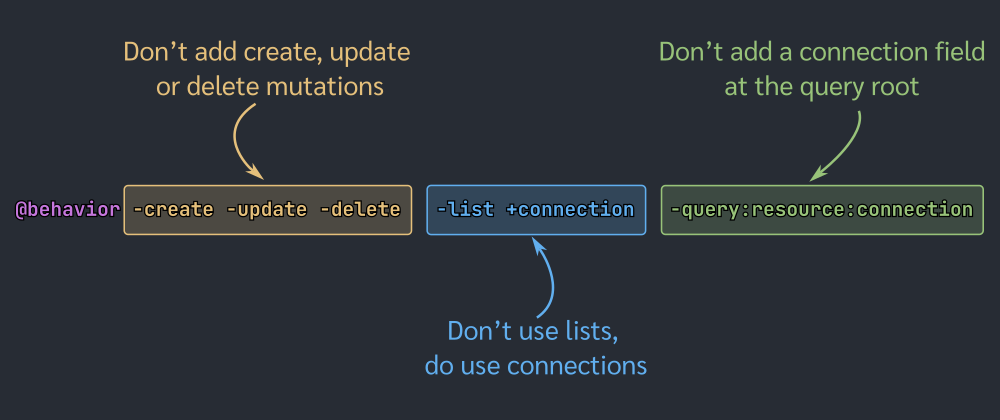 Don’t add create, update
or delete mutations
Don’t add a connection field
at the query root
@behavior -create -update -delete -list +connection -query:resource:connection
Don’t use lists,
do use connections